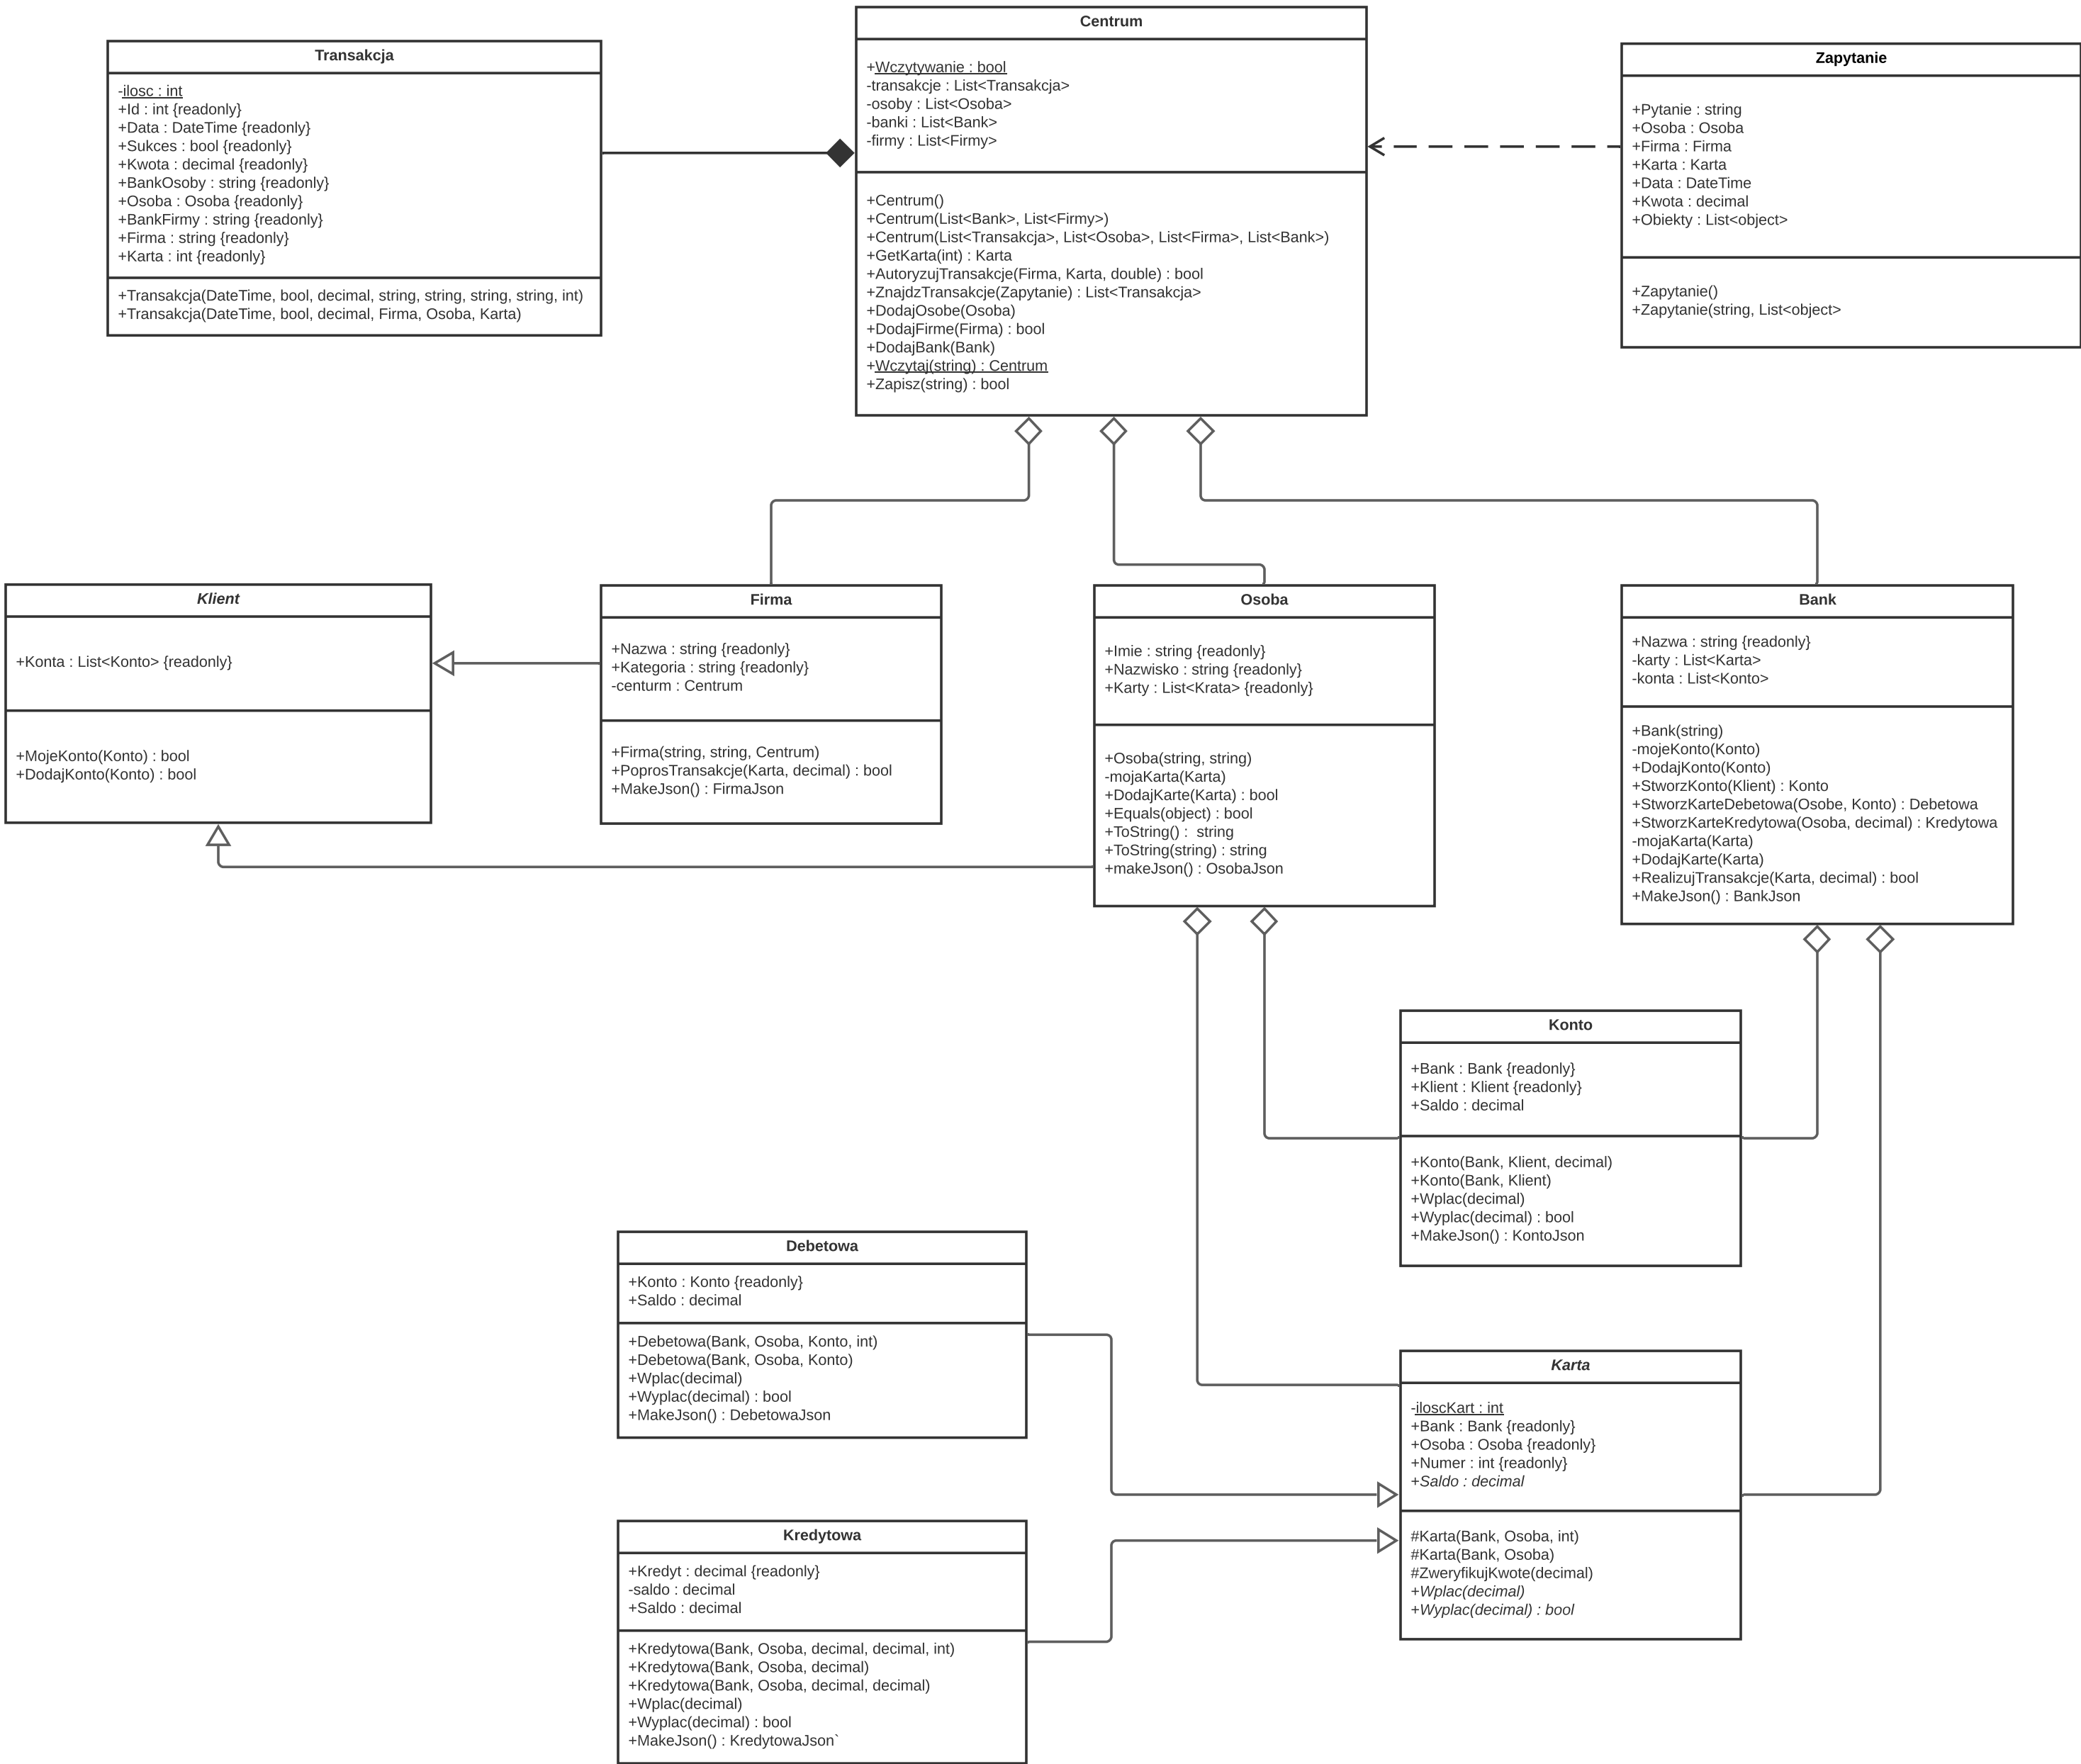 Transakcja
-ilosc : int
+Id : int {readonly}
+Data : DateTime {readonly}
+Sukces : bool {readonly}
+Kwota : decimal {readonly}
+BankOsoby : string {readonly}
+Osoba : Osoba {readonly}
+BankFirmy : string {readonly}
+Firma : string {readonly}
+Karta : int {readonly}
+Transakcja(DateTime, bool, decimal, string, string, string, string, int)
+Transakcja(DateTime, bool, decimal, Firma, Osoba, Karta)
Centrum
+Wczytywanie : bool
-transakcje : List<Transakcja>
-osoby : List<Osoba>
-banki : List<Bank>
-firmy : List<Firmy>
+Centrum()
+Centrum(List<Bank>, List<Firmy>)
+Centrum(List<Transakcja>, List<Osoba>, List<Firma>, List<Bank>)
+GetKarta(int) : Karta
+AutoryzujTransakcje(Firma, Karta, double) : bool
+ZnajdzTransakcje(Zapytanie) : List<Transakcja>
+DodajOsobe(Osoba)
+DodajFirme(Firma) : bool
+DodajBank(Bank)
+Wczytaj(string) : Centrum
+Zapisz(string) : bool
Zapytanie
+Pytanie : string
+Osoba : Osoba
+Firma : Firma
+Karta : Karta
+Data : DateTime
+Kwota : decimal
+Obiekty : List<object>
+Zapytanie()
+Zapytanie(string, List<object>
Klient
+Konta : List<Konto> {readonly}
+MojeKonto(Konto) : bool
+DodajKonto(Konto) : bool
Firma
+Nazwa : string {readonly}
+Kategoria : string {readonly}
-centurm : Centrum
+Firma(string, string, Centrum)
+PoprosTransakcje(Karta, decimal) : bool
+MakeJson() : FirmaJson
Osoba
+Imie : string {readonly}
+Nazwisko : string {readonly}
+Karty : List<Krata> {readonly}
+Osoba(string, string)
-mojaKarta(Karta)
+DodajKarte(Karta) : bool
+Equals(object) : bool
+ToString() :  string
+ToString(string) : string
+makeJson() : OsobaJson
Bank
+Nazwa : string {readonly}
-karty : List<Karta>
-konta : List<Konto>
+Bank(string)
-mojeKonto(Konto)
+DodajKonto(Konto)
+StworzKonto(Klient) : Konto
+StworzKarteDebetowa(Osobe, Konto) : Debetowa
+StworzKarteKredytowa(Osoba, decimal) : Kredytowa
-mojaKarta(Karta)
+DodajKarte(Karta)
+RealizujTransakcje(Karta, decimal) : bool
+MakeJson() : BankJson
Konto
+Bank : Bank {readonly}
+Klient : Klient {readonly}
+Saldo : decimal
+Konto(Bank, Klient, decimal)
+Konto(Bank, Klient)
+Wplac(decimal)
+Wyplac(decimal) : bool
+MakeJson() : KontoJson
Debetowa
+Konto : Konto {readonly}
+Saldo : decimal
+Debetowa(Bank, Osoba, Konto, int)
+Debetowa(Bank, Osoba, Konto)
+Wplac(decimal)
+Wyplac(decimal) : bool
+MakeJson() : DebetowaJson
Karta
-iloscKart : int
+Bank : Bank {readonly}
+Osoba : Osoba {readonly}
+Numer : int {readonly}
+Saldo : decimal
#Karta(Bank, Osoba, int)
#Karta(Bank, Osoba)
#ZweryfikujKwote(decimal)
+Wplac(decimal)
+Wyplac(decimal) : bool
Kredytowa
+Kredyt : decimal {readonly}
-saldo : decimal
+Saldo : decimal
+Kredytowa(Bank, Osoba, decimal, decimal, int)
+Kredytowa(Bank, Osoba, decimal)
+Kredytowa(Bank, Osoba, decimal, decimal)
+Wplac(decimal)
+Wyplac(decimal) : bool
+MakeJson() : KredytowaJson`